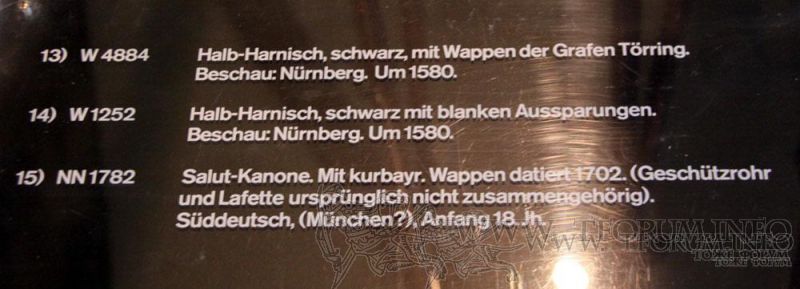 13) W 4884 Halb-Harnisch, schwarz, mit Wappen der Grafen Törring.
Beschau: Nürnberg. Um 1580.
14) W 1252 Halb-Harnisch, schwarz mit blanken Aussparungen.
Beschau: Nürnberg. Um 1580.
15) NN 1782 Salut-Kanone. Mit kurbayr. Wappen datiert 1702. (Geschützrohr
und Lafette ursprünglich nicht zusammengehörig).
Süddeutsch, (München?), Anfang 18. Jh.
TFORUM.INFO